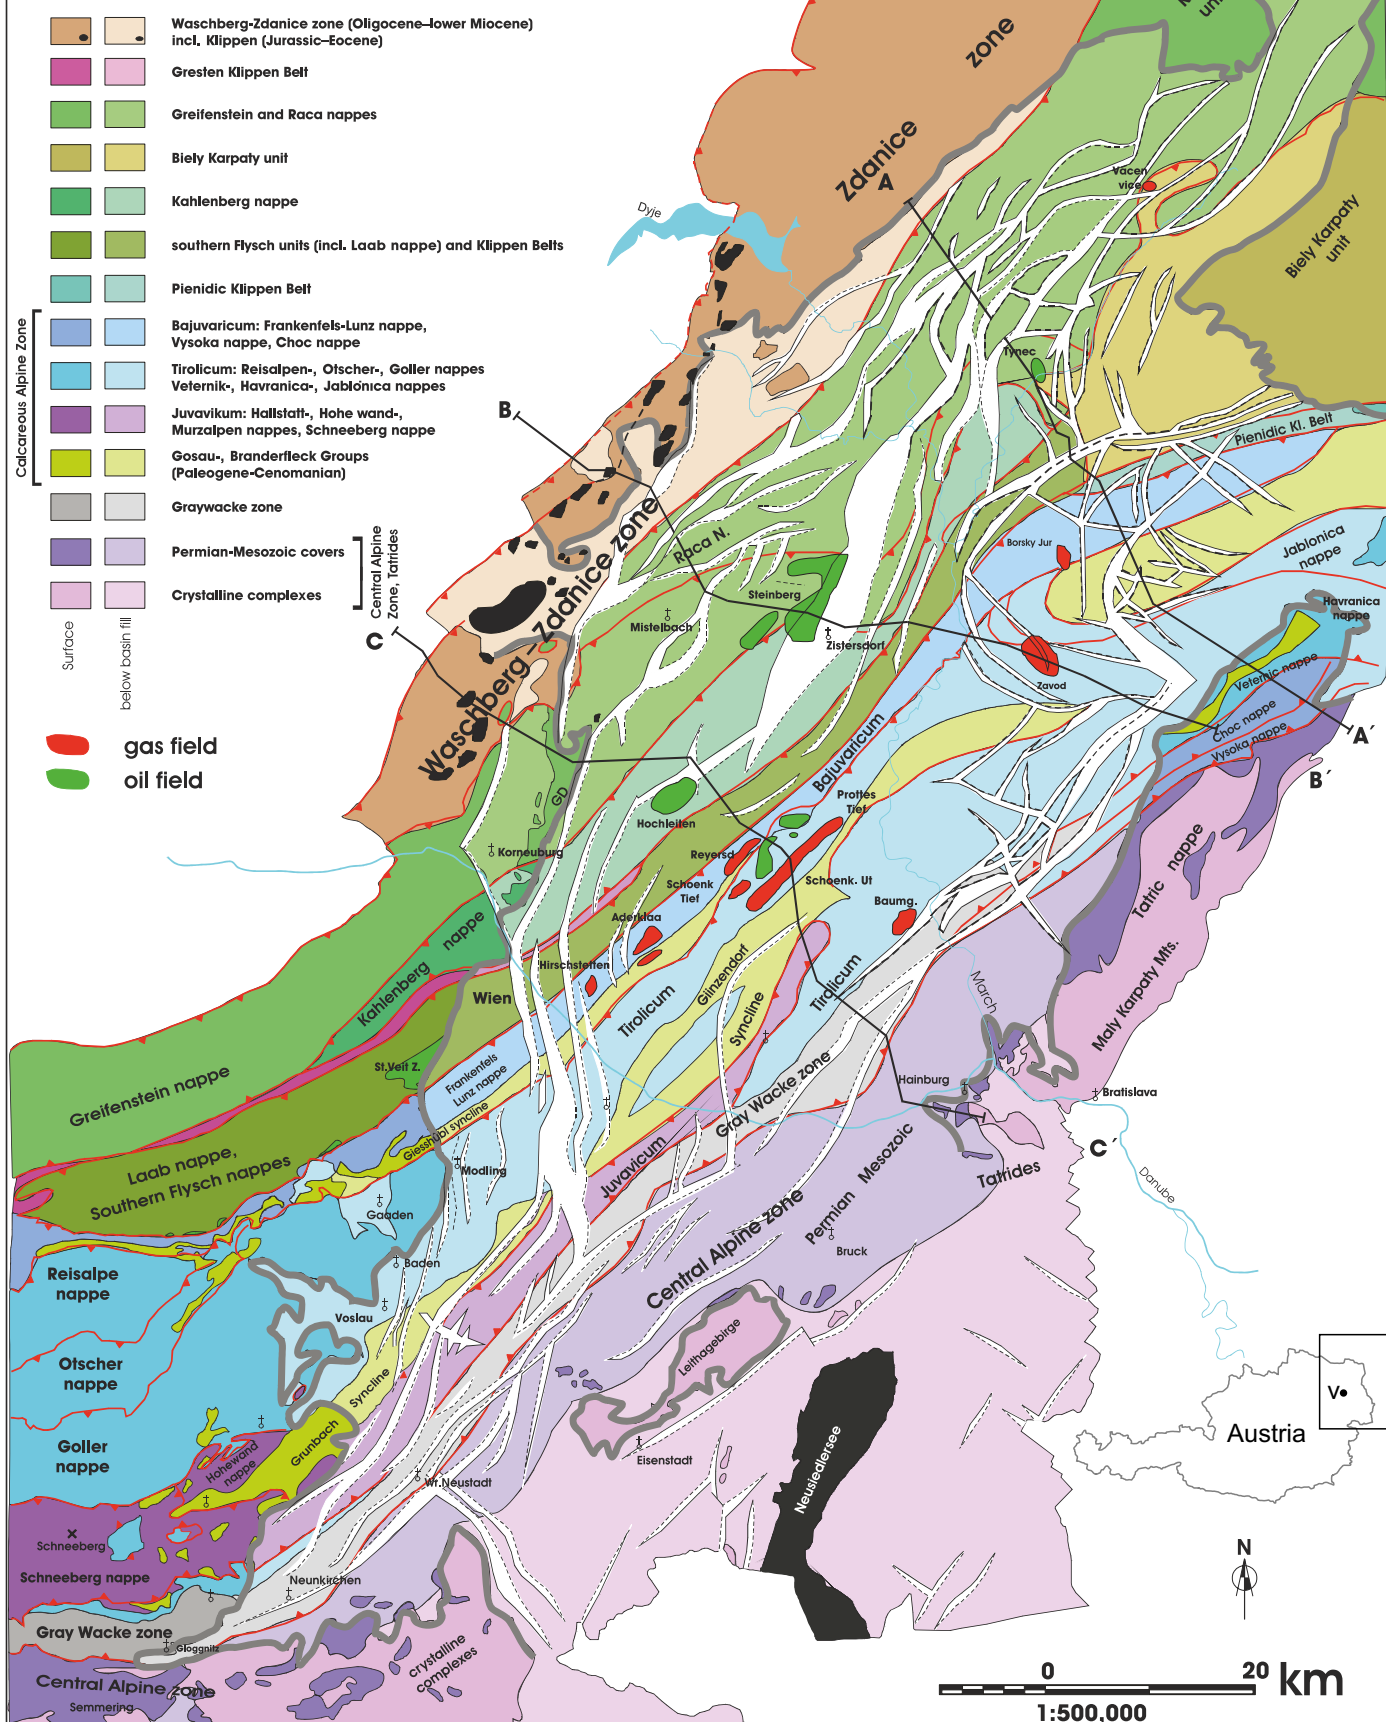 Waschberg-Zdanice zone (Oligocene–lower Miocene)
incl. Klippen (Jurassic–Eocene)
Gresten Klippen Belt
Greifenstein and Raca nappes
Biely Karpaty unit
Kahlenberg nappe
southern Flysch units (incl. Laab nappe) and Klippen Belts
Pienidic Klippen Belt
Calcareous Alpine Zone
Bajuvaricum: Frankenfels-Lunz nappe,
Vysoka nappe, Choc nappe
Tirolicum: Reisalpen-, Otscher-, Goller nappes
Veternik-, Havranica-, Jablonica nappes
Juvavikum: Hallstatt-, Hohe wand-,
Murzalpen nappes, Schneeberg nappe
Gosau-, Branderfleck Groups
(Paleogene-Cenomanian)
Graywacke zone
Permian-Mesozoic covers
Crystalline complexes
Central Alpine
Zone, Tatrides
Surface
below basin fill
gas field
oil field
zone
Zdanice
A
Dyje
Vacen
vice
Biely Karpaty
unit
Tynec
B
Pienidic Kl. Belt
Raca N.
Borsky Jur
Jablonica
nappe
Steinberg
Havranica
nappe
Mistelbach
C
Zistersdorf
Waschberg – Zdanice zone
Zavod
Veternic nappe
Choc nappe
Vysoka nappe
A´
B´
Bajuvaricum
GD
Prottes
Tief
Hochleiten
Korneuburg
Reyersd
Schoenk
Tief
Schoenk. Ut
Tatric nappe
Baumg.
Aderklaa
Kahlenberg nappe
Hirschstetten
Wien
Glinzendorf
Syncline
Tirolicum
Tirolicum
March
Maly Karpaty Mts.
St.Veit Z.
Frankenfels
Lunz nappe
Greifenstein nappe
Gray Wacke zone
Hainburg
Bratislava
Giesshubl syncline
Laab nappe,
Southern Flysch nappes
Modling
Juvavicum
Permian Mesozoic
C´
Tatrides
Danube
Gaaden
Central Alpine zone
Bruck
Baden
Reisalpe
nappe
Voslau
Leithagebirge
Otscher
nappe
Syncline
V
Austria
Grunbach
Goller
nappe
Hohewand
nappe
Eisenstadt
Neusiedlersee
Wr.Neustadt
Schneeberg
Schneeberg nappe
Neunkirchen
N
Gray Wacke zone
Gloggnitz
crystalline
complexes
Central Alpine zone
Semmering
0
20 km
1:500,000